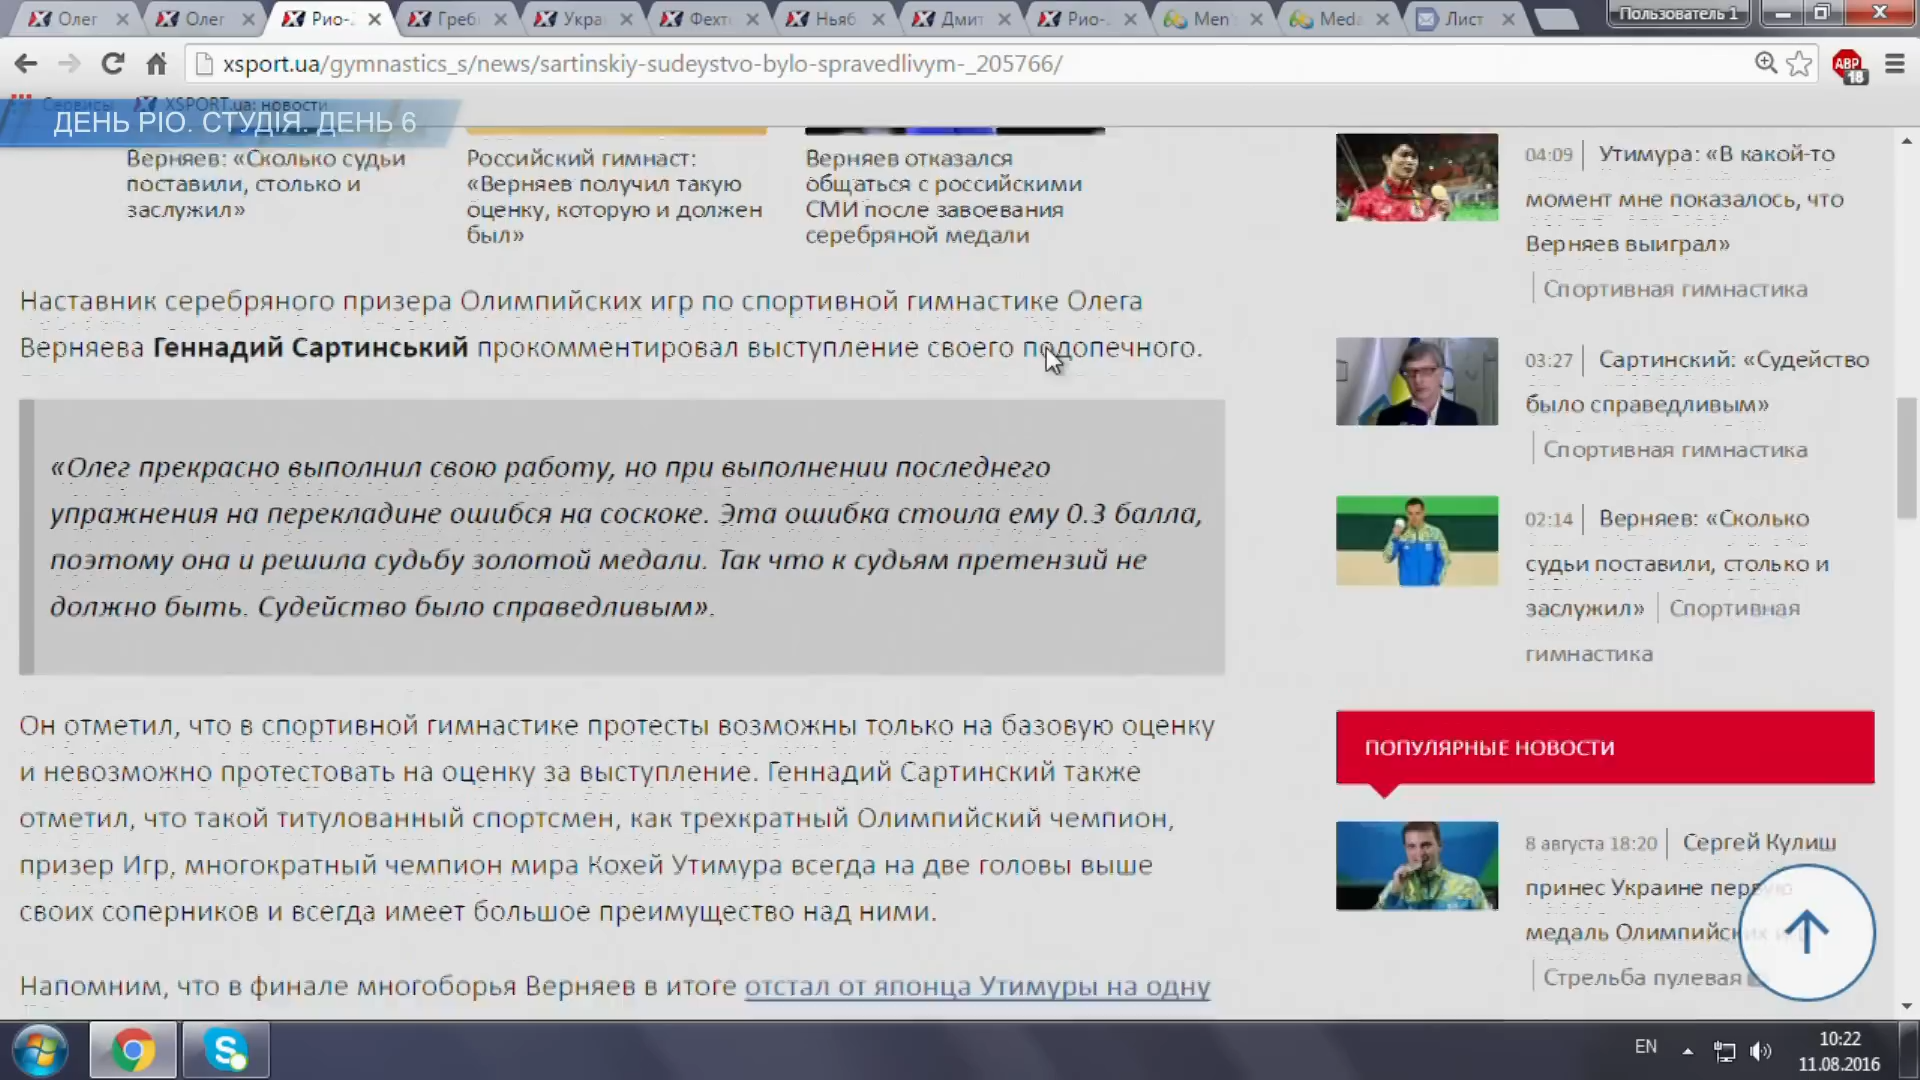 Олег
Олег
Рио-
Греб
Укра
Фехт
Ньяб
Дмит
Рио-
Men'
Meda
Лист
Пользователь 1
xsport.ua/gymnastics_s/news/sartinskiy-sudeystvo-bylo-spravedlivym-_205766/
ABP
18
Сервисы
XSPORT.ua: новости
ДЕНЬ РІО. СТУДІЯ. ДЕНЬ 6
Верняев: «Сколько судьи
поставили, столько и
заслужил»
Российский гимнаст:
«Верняев получил такую
оценку, которую и должен
был»
Верняев отказался
общаться с российскими
СМИ после завоевания
серебряной медали
Наставник серебряного призера Олимпийских игр по спортивной гимнастике Олега
Верняева Геннадий Сартинський прокомментировал выступление своего подопечного.
«Олег прекрасно выполнил свою работу, но при выполнении последнего
упражнения на перекладине ошибся на соскоке. Эта ошибка стоила ему 0.3 балла,
поэтому она и решила судьбу золотой медали. Так что к судьям претензий не
должно быть. Судейство было справедливым».
Он отметил, что в спортивной гимнастике протесты возможны только на базовую оценку
и невозможно протестовать на оценку за выступление. Геннадий Сартинский также
отметил, что такой титулованный спортсмен, как трехкратный Олимпийский чемпион,
призер Игр, многократный чемпион мира Кохей Утимура всегда на две головы выше
своих соперников и всегда имеет большое преимущество над ними.
Напомним, что в финале многоборья Верняев в итоге отстал от японца Утимуры на одну
04:09 Утимура: «В какой-то
момент мне показалось, что
Верняев выиграл»
Спортивная гимнастика
03:27 Сартинский: «Судейство
было справедливым»
Спортивная гимнастика
02:14 Верняев: «Сколько
судьи поставили, столько и
заслужил» Спортивная
гимнастика
ПОПУЛЯРНЫЕ НОВОСТИ
8 августа 18:20 Сергей Кулиш
принес Украине первую
медаль Олимпийских
Стрельба пулевая
EN
10:22
11.08.2016